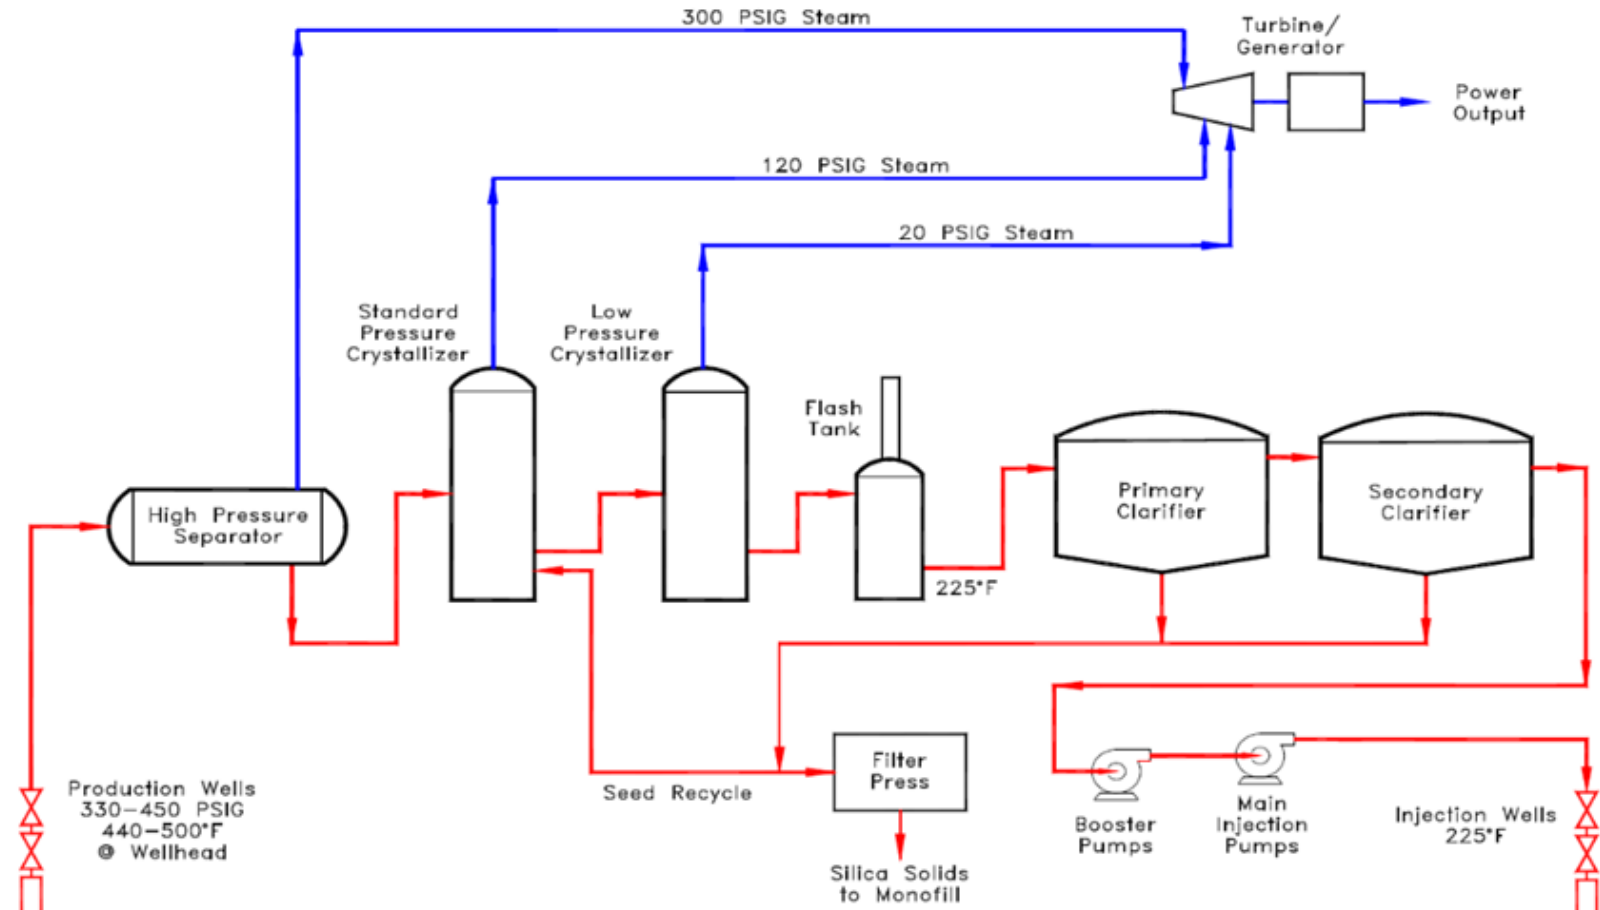 300 PSIG Steam
Turbine/
Generator
Power
Output
120 PSIG Steam
20 PSIG Steam
Standard
Pressure
Crystallizer
Low
Pressure
Crystallizer
Flash
Tank
High Pressure
Separator
Primary
Clarifier
Secondary
Clarifier
225°F
Production Wells
330-450 PSIG
440-500°F
@ Wellhead
Seed Recycle
Filter
Press
Silica Solids
to Monofill
Booster
Pumps
Main
Injection
Pumps
Injection Wells
225°F